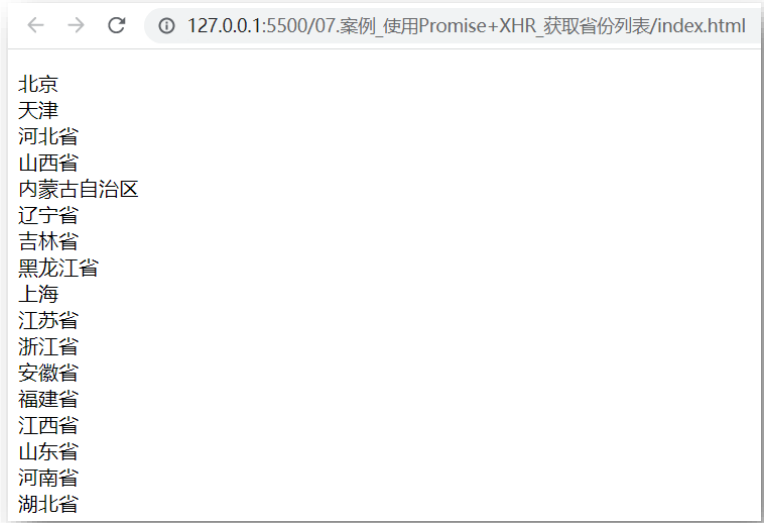 127.0.0.1:5500/07.案例_使用Promise+XHR_获取省份列表/index.html
北京
天津
河北省
山西省
内蒙古自治区
辽宁省
吉林省
黑龙江省
上海
江苏省
浙江省
安徽省
福建省
江西省
山东省
河南省
湖北省